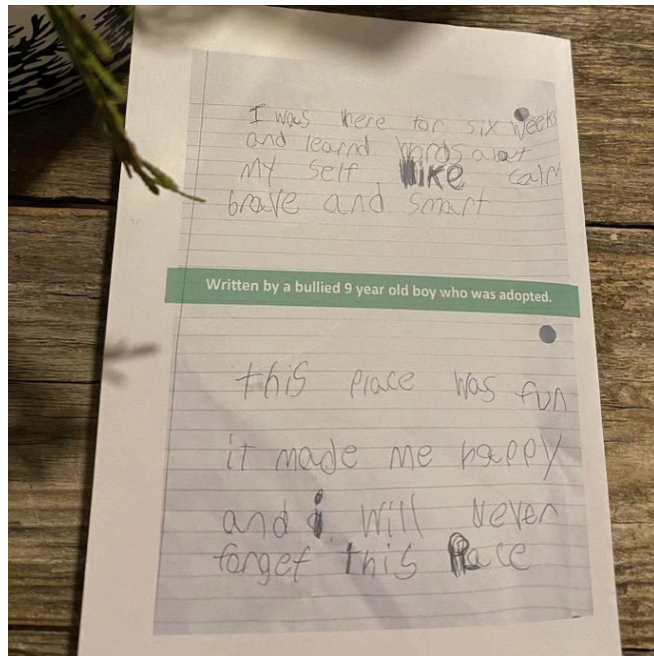 I was here for six weeks
and learnd words alot
My self like calm
brave and smart
Written by a bullied 9 year old boy who was adopted.
this place was fun
it made me happy
and i will never
forget this Place